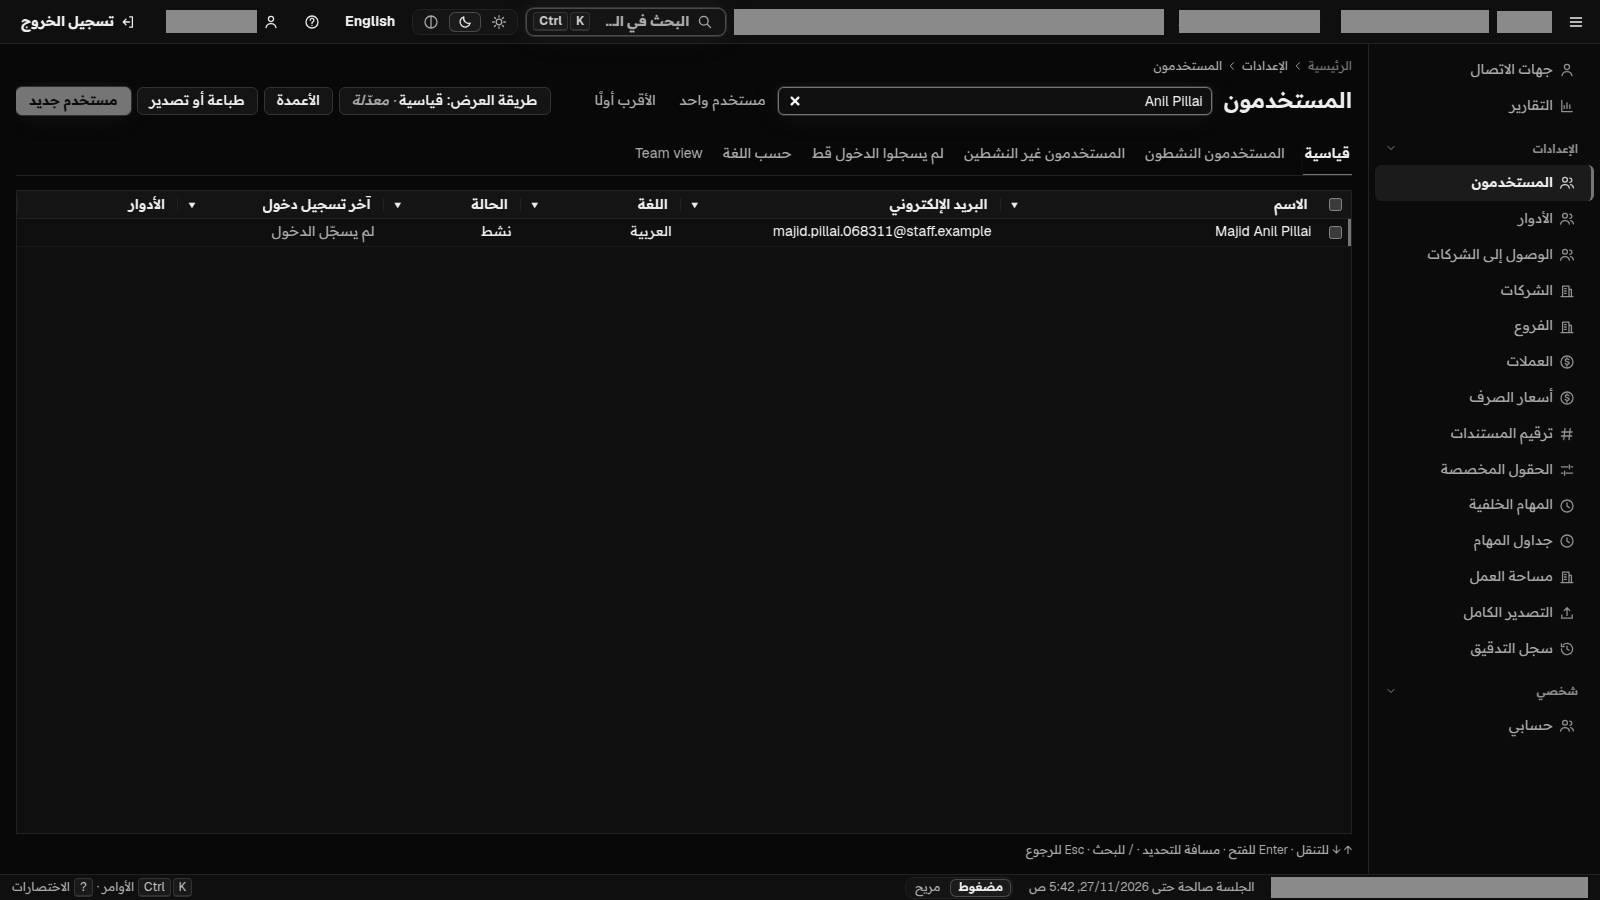 البحث في الـ... Ctrl K
English
تسجيل الخروج
الرئيسية › الإعدادات › المستخدمون
المستخدمون
Anil Pillai ×
مستخدم واحد
الأقرب أولًا
طريقة العرض: قياسية · معدّلة
الأعمدة
طباعة أو تصدير
مستخدم جديد
قياسية
المستخدمون النشطون
المستخدمون غير النشطين
لم يسجلوا الدخول قط
حسب اللغة
Team view
الاسم ▼ البريد الإلكتروني ▼ اللغة ▼ الحالة ▼ آخر تسجيل دخول ▼ الأدوار
Majid Anil Pillai majid.pillai.068311@staff.example العربية نشط لم يسجّل الدخول
↑↓ للتنقل · Enter للفتح · مسافة للتحديد · / للبحث · Esc للرجوع
جهات الاتصال
التقارير
الإعدادات
المستخدمون
الأدوار
الوصول إلى الشركات
الشركات
الفروع
العملات
أسعار الصرف
ترقيم المستندات
الحقول المخصصة
المهام الخلفية
جداول المهام
مساحة العمل
التصدير الكامل
سجل التدقيق
شخصي
حسابي
الجلسة صالحة حتى 27/11/2026, 5:42 ص
مضغوط
مريح
Ctrl K الأوامر · ? الاختصارات